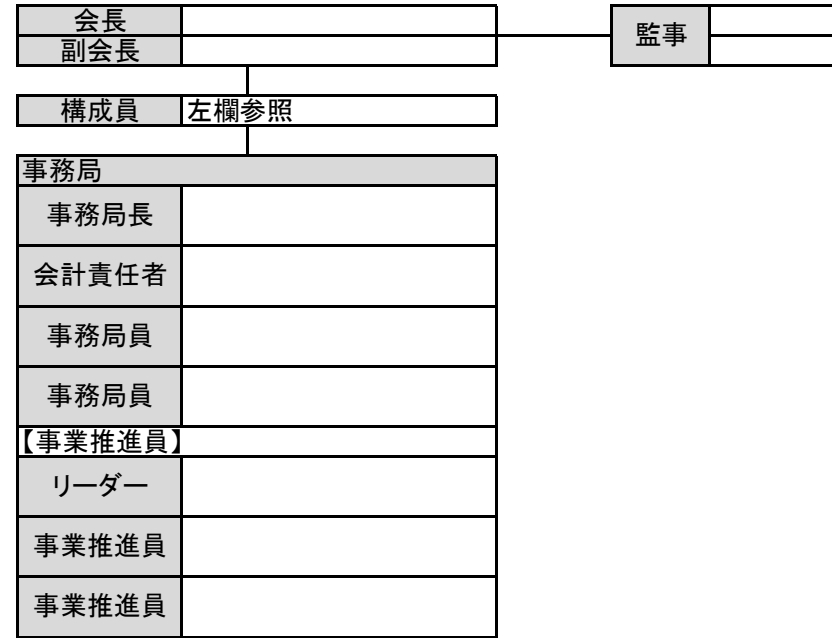 会長
副会長
監事
構成員 左欄参照
事務局
事務局長
会計責任者
事務局員
事務局員
【事業推進員】
リーダー
事業推進員
事業推進員